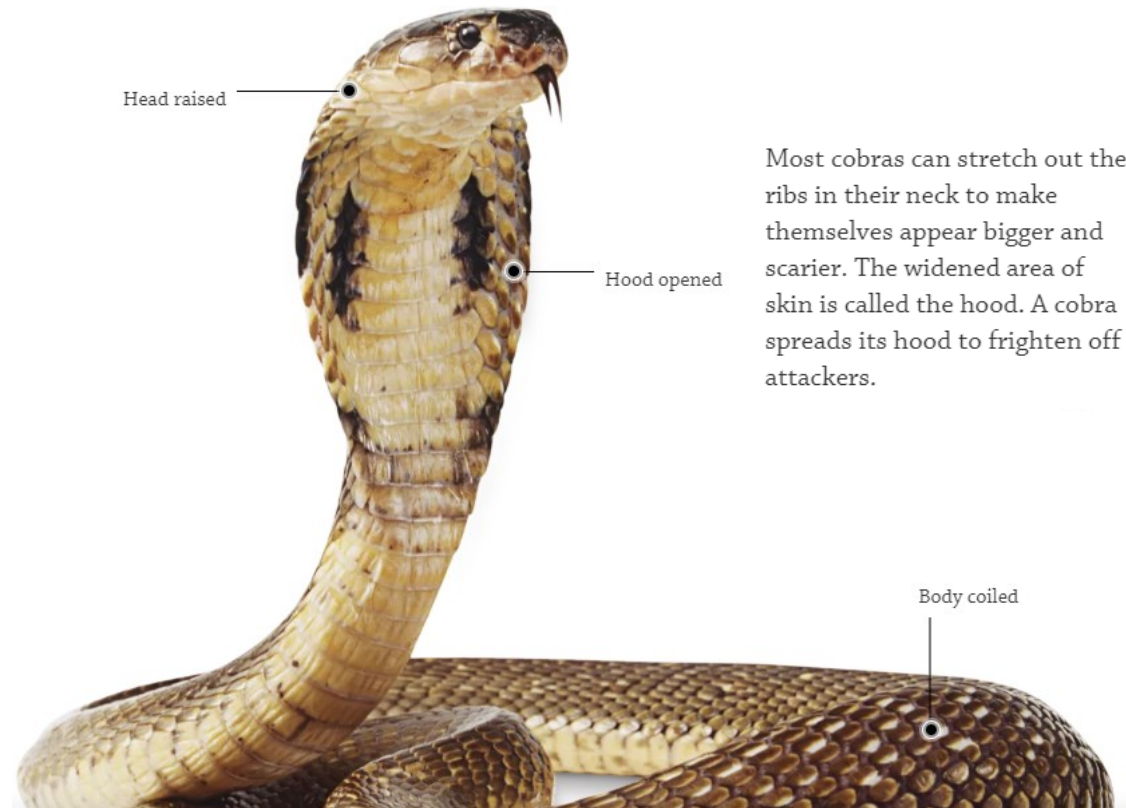 Head raised
Most cobras can stretch out the
ribs in their neck to make
themselves appear bigger and
scarier. The widened area of
skin is called the hood. A cobra
spreads its hood to frighten off
attackers.
Hood opened
Body coiled